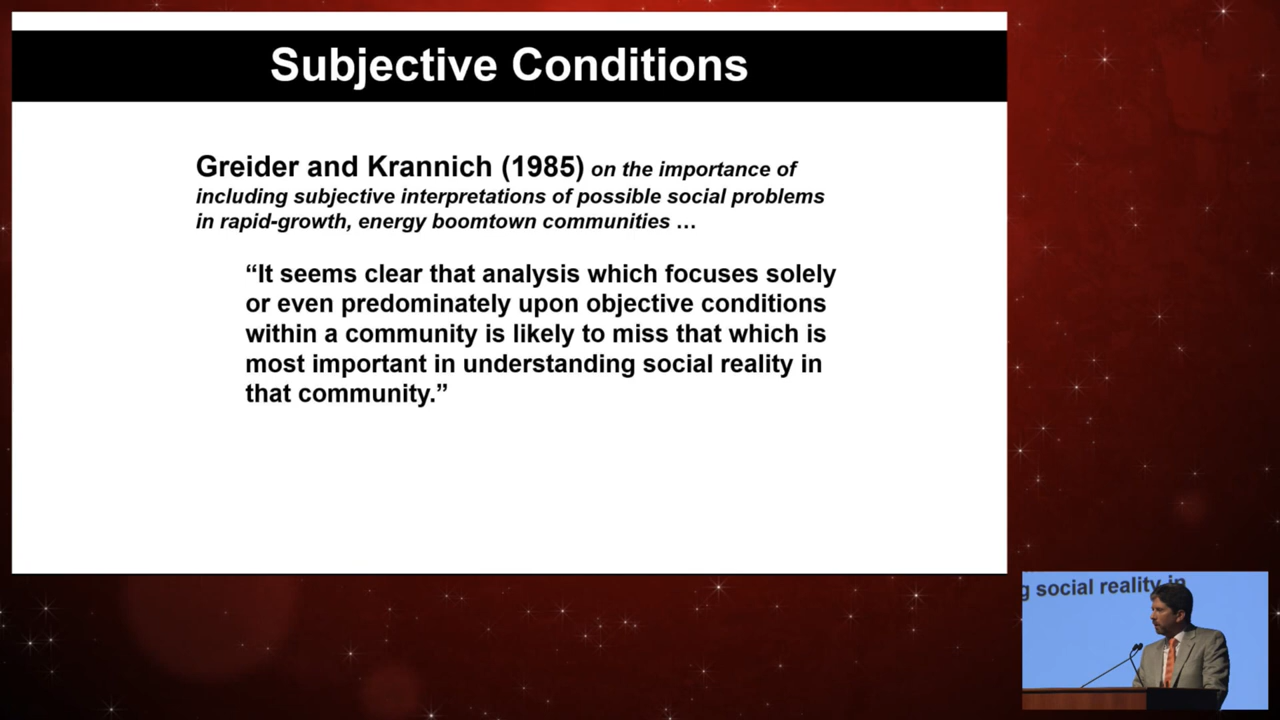 Subjective Conditions
Greider and Krannich (1985) on the importance of
including subjective interpretations of possible social problems
in rapid-growth, energy boomtown communities …
“It seems clear that analysis which focuses solely
or even predominately upon objective conditions
within a community is likely to miss that which is
most important in understanding social reality in
that community.”
g social reality in